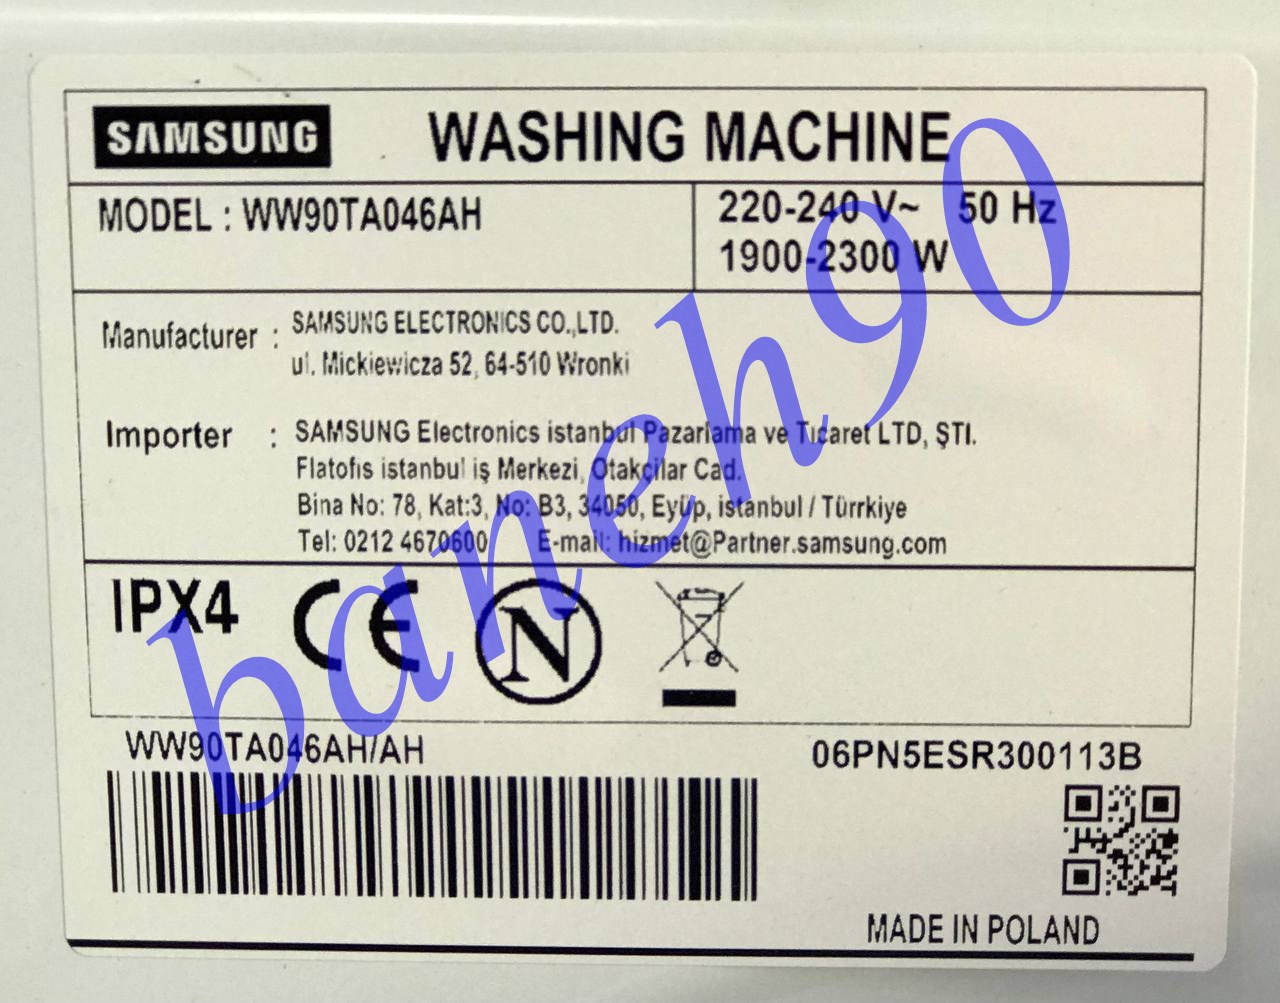 SAMSUNG WASHING MACHINE
MODEL : WW90TA046AH
220-240 V~ 50 Hz
1900-2300 W
Manufacturer : SAMSUNG ELECTRONICS CO.,LTD.
ul. Mickiewicza 52, 64-510 Wronki
Importer : SAMSUNG Electronics istanbul Pazarlama ve Ticaret LTD, ŞTI.
Flatofis istanbul iş Merkezi, Otakçilar Cad.
Bina No: 78, Kat:3, No: B3, 34050, Eyüp, istanbul / Türrkiye
Tel: 0212 4670600 E-mail: hizmet@Partner.samsung.com
IPX4 CE N
WW90TA046AH/AH 06PN5ESR300113B
MADE IN POLAND
baneh90